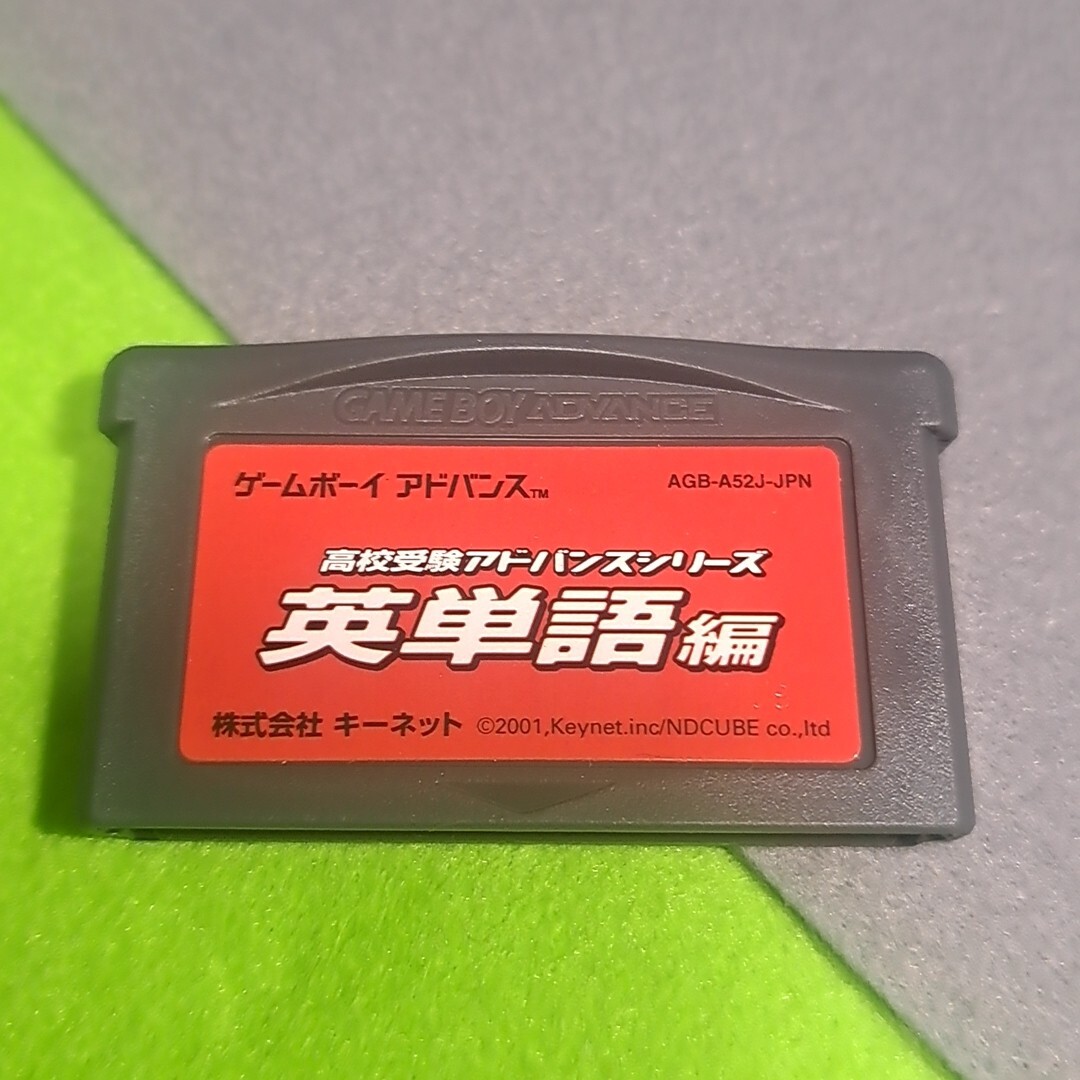 GAME BOY ADVANCE
ゲームボーイ アドバンス™
AGB-A52J-JPN
高校受験アドバンスシリーズ
英単語編
株式会社 キーネット ©2001,Keynet.inc/NDCUBE co.,ltd